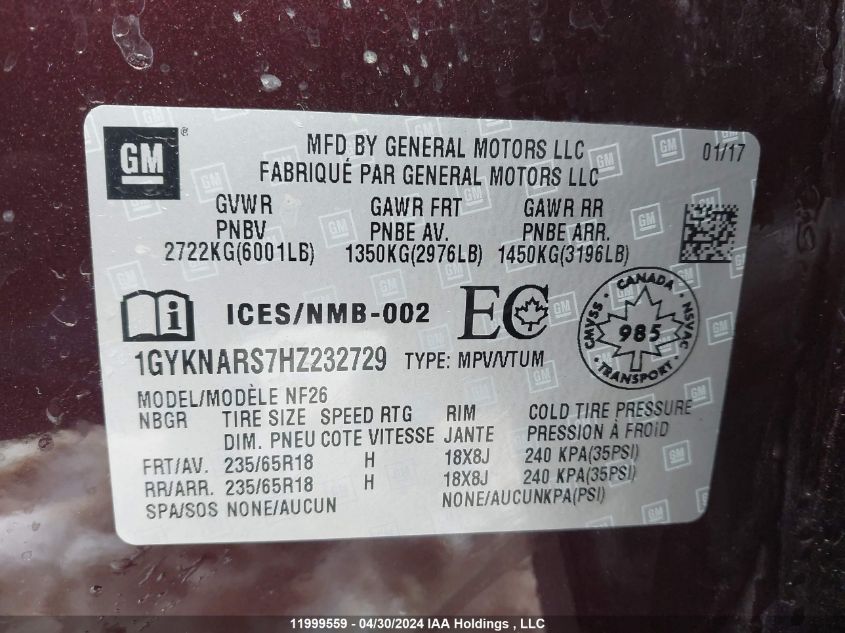 GM ®
MFD BY GENERAL MOTORS LLC 01/17
FABRIQUÉ PAR GENERAL MOTORS LLC
GVWR GAWR FRT GAWR RR
PNBV PNBE AV. PNBE ARR.
2722KG(6001LB) 1350KG(2976LB) 1450KG(3196LB)
ICES/NMB-002 EC
CANADA
CMVSS 985 NSVAC
TRANSPORT
1GYKNARS7HZ232729 TYPE: MPV/VTUM
MODEL/MODÈLE NF26
NBGR TIRE SIZE SPEED RTG RIM COLD TIRE PRESSURE
DIM. PNEU COTE VITESSE JANTE PRESSION À FROID
FRT/AV. 235/65R18 H 18X8J 240 KPA(35PSI)
RR/ARR. 235/65R18 H 18X8J 240 KPA(35PSI)
SPA/SOS NONE/AUCUN NONE/AUCUNKPA(PSI)
11999559 - 04/30/2024 IAA Holdings , LLC